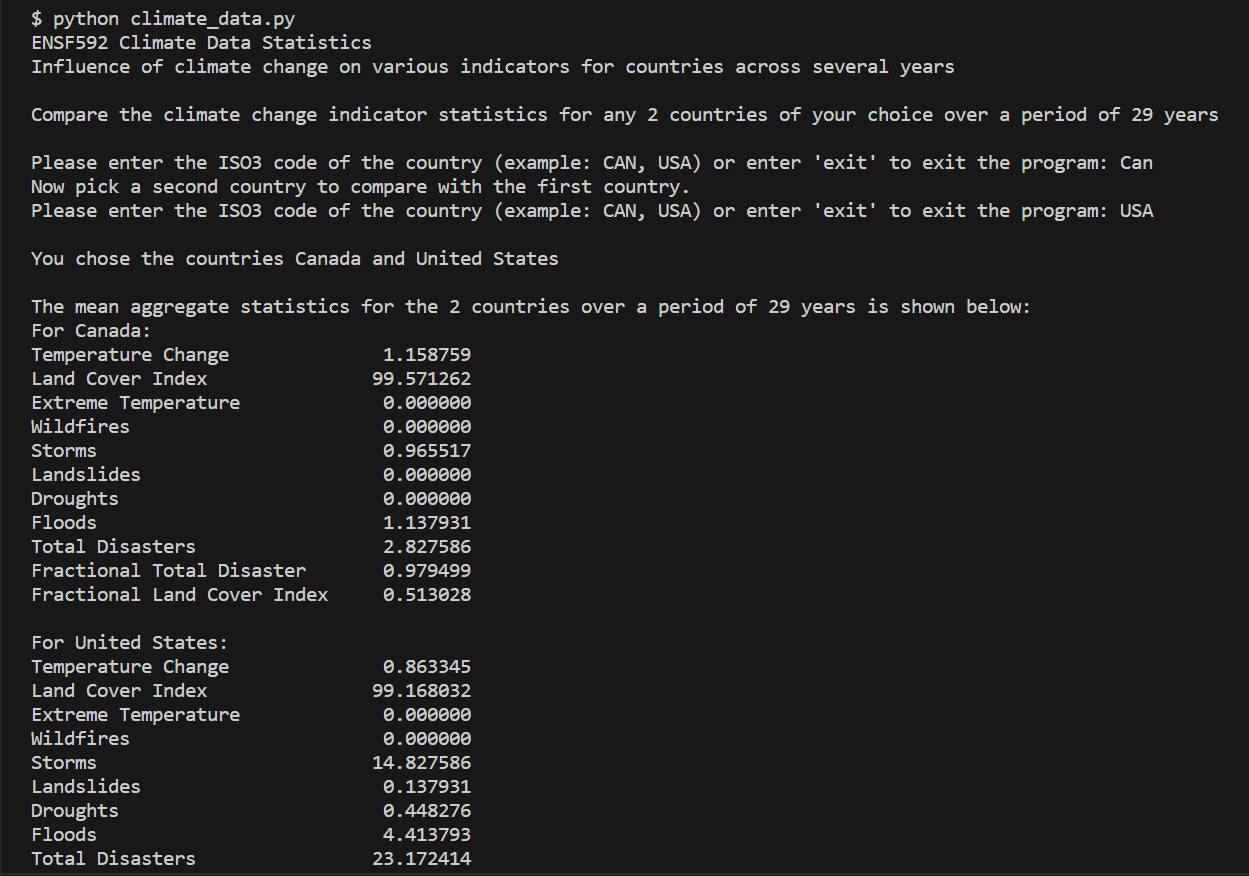 $ python climate_data.py
ENSF592 Climate Data Statistics
Influence of climate change on various indicators for countries across several years
Compare the climate change indicator statistics for any 2 countries of your choice over a period of 29 years
Please enter the ISO3 code of the country (example: CAN, USA) or enter 'exit' to exit the program: Can
Now pick a second country to compare with the first country.
Please enter the ISO3 code of the country (example: CAN, USA) or enter 'exit' to exit the program: USA
You chose the countries Canada and United States
The mean aggregate statistics for the 2 countries over a period of 29 years is shown below:
For Canada:
Temperature Change              1.158759
Land Cover Index               99.571262
Extreme Temperature             0.000000
Wildfires                       0.000000
Storms                          0.965517
Landslides                      0.000000
Droughts                        0.000000
Floods                          1.137931
Total Disasters                 2.827586
Fractional Total Disaster       0.979499
Fractional Land Cover Index     0.513028
For United States:
Temperature Change              0.863345
Land Cover Index               99.168032
Extreme Temperature             0.000000
Wildfires                       0.000000
Storms                         14.827586
Landslides                      0.137931
Droughts                        0.448276
Floods                          4.413793
Total Disasters                23.172414